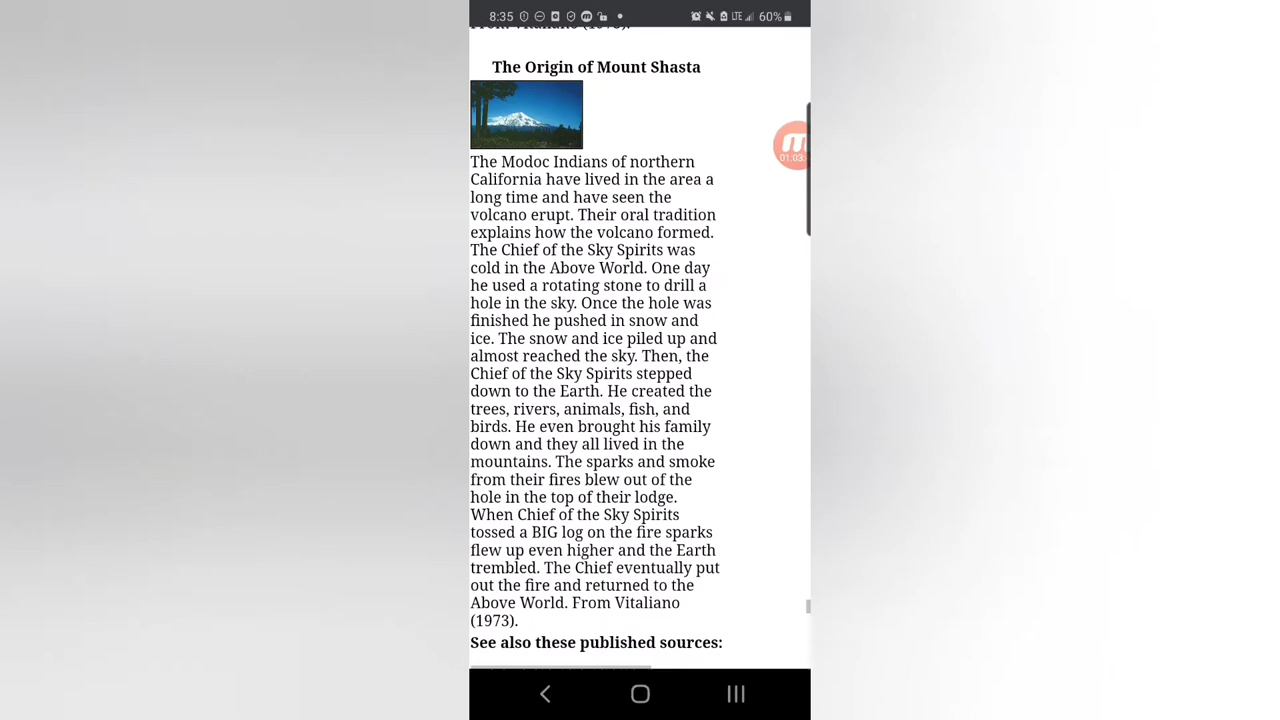 8:35
LTE 60%
The Origin of Mount Shasta
01:03
The Modoc Indians of northern
California have lived in the area a
long time and have seen the
volcano erupt. Their oral tradition
explains how the volcano formed.
The Chief of the Sky Spirits was
cold in the Above World. One day
he used a rotating stone to drill a
hole in the sky. Once the hole was
finished he pushed in snow and
ice. The snow and ice piled up and
almost reached the sky. Then, the
Chief of the Sky Spirits stepped
down to the Earth. He created the
trees, rivers, animals, fish, and
birds. He even brought his family
down and they all lived in the
mountains. The sparks and smoke
from their fires blew out of the
hole in the top of their lodge.
When Chief of the Sky Spirits
tossed a BIG log on the fire sparks
flew up even higher and the Earth
trembled. The Chief eventually put
out the fire and returned to the
Above World. From Vitaliano
(1973).
See also these published sources: